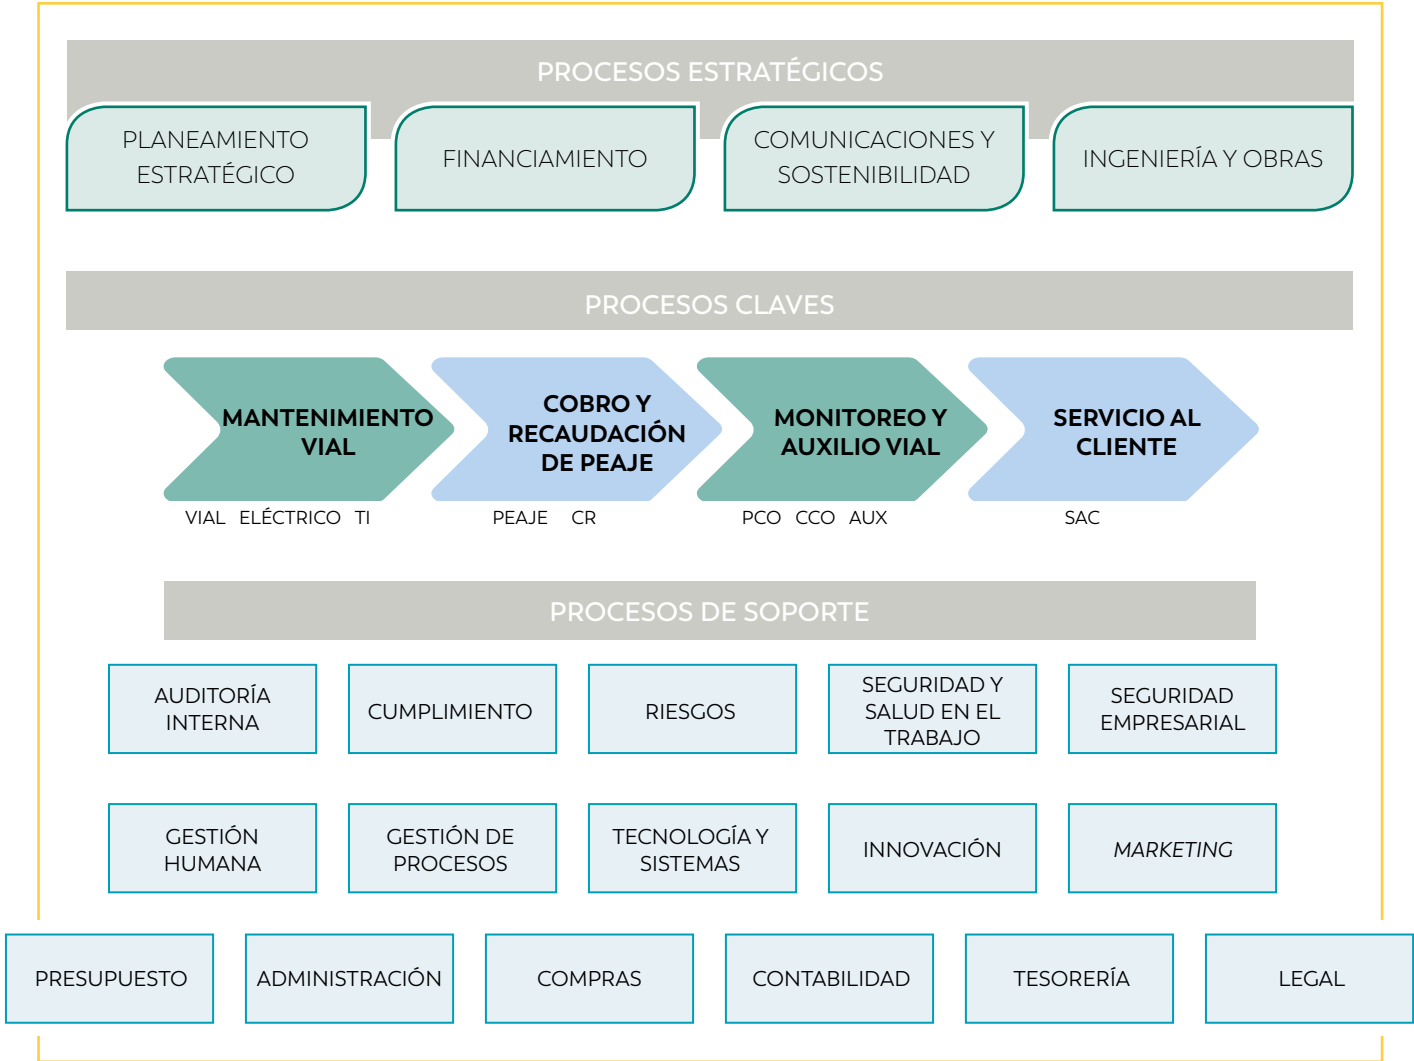 PROCESOS ESTRATÉGICOS
PLANEAMIENTO
ESTRATÉGICO
FINANCIAMIENTO
COMUNICACIONES Y
SOSTENIBILIDAD
INGENIERÍA Y OBRAS
PROCESOS CLAVES
MANTENIMIENTO
VIAL
COBRO Y
RECAUDACIÓN
DE PEAJE
MONITOREO Y
AUXILIO VIAL
SERVICIO AL
CLIENTE
VIAL ELÉCTRICO TI
PEAJE CR
PCO CCO AUX
SAC
PROCESOS DE SOPORTE
AUDITORÍA
INTERNA
CUMPLIMIENTO
RIESGOS
SEGURIDAD Y
SALUD EN EL
TRABAJO
SEGURIDAD
EMPRESARIAL
GESTIÓN
HUMANA
GESTIÓN DE
PROCESOS
TECNOLOGÍA Y
SISTEMAS
INNOVACIÓN
MARKETING
PRESUPUESTO
ADMINISTRACIÓN
COMPRAS
CONTABILIDAD
TESORERÍA
LEGAL